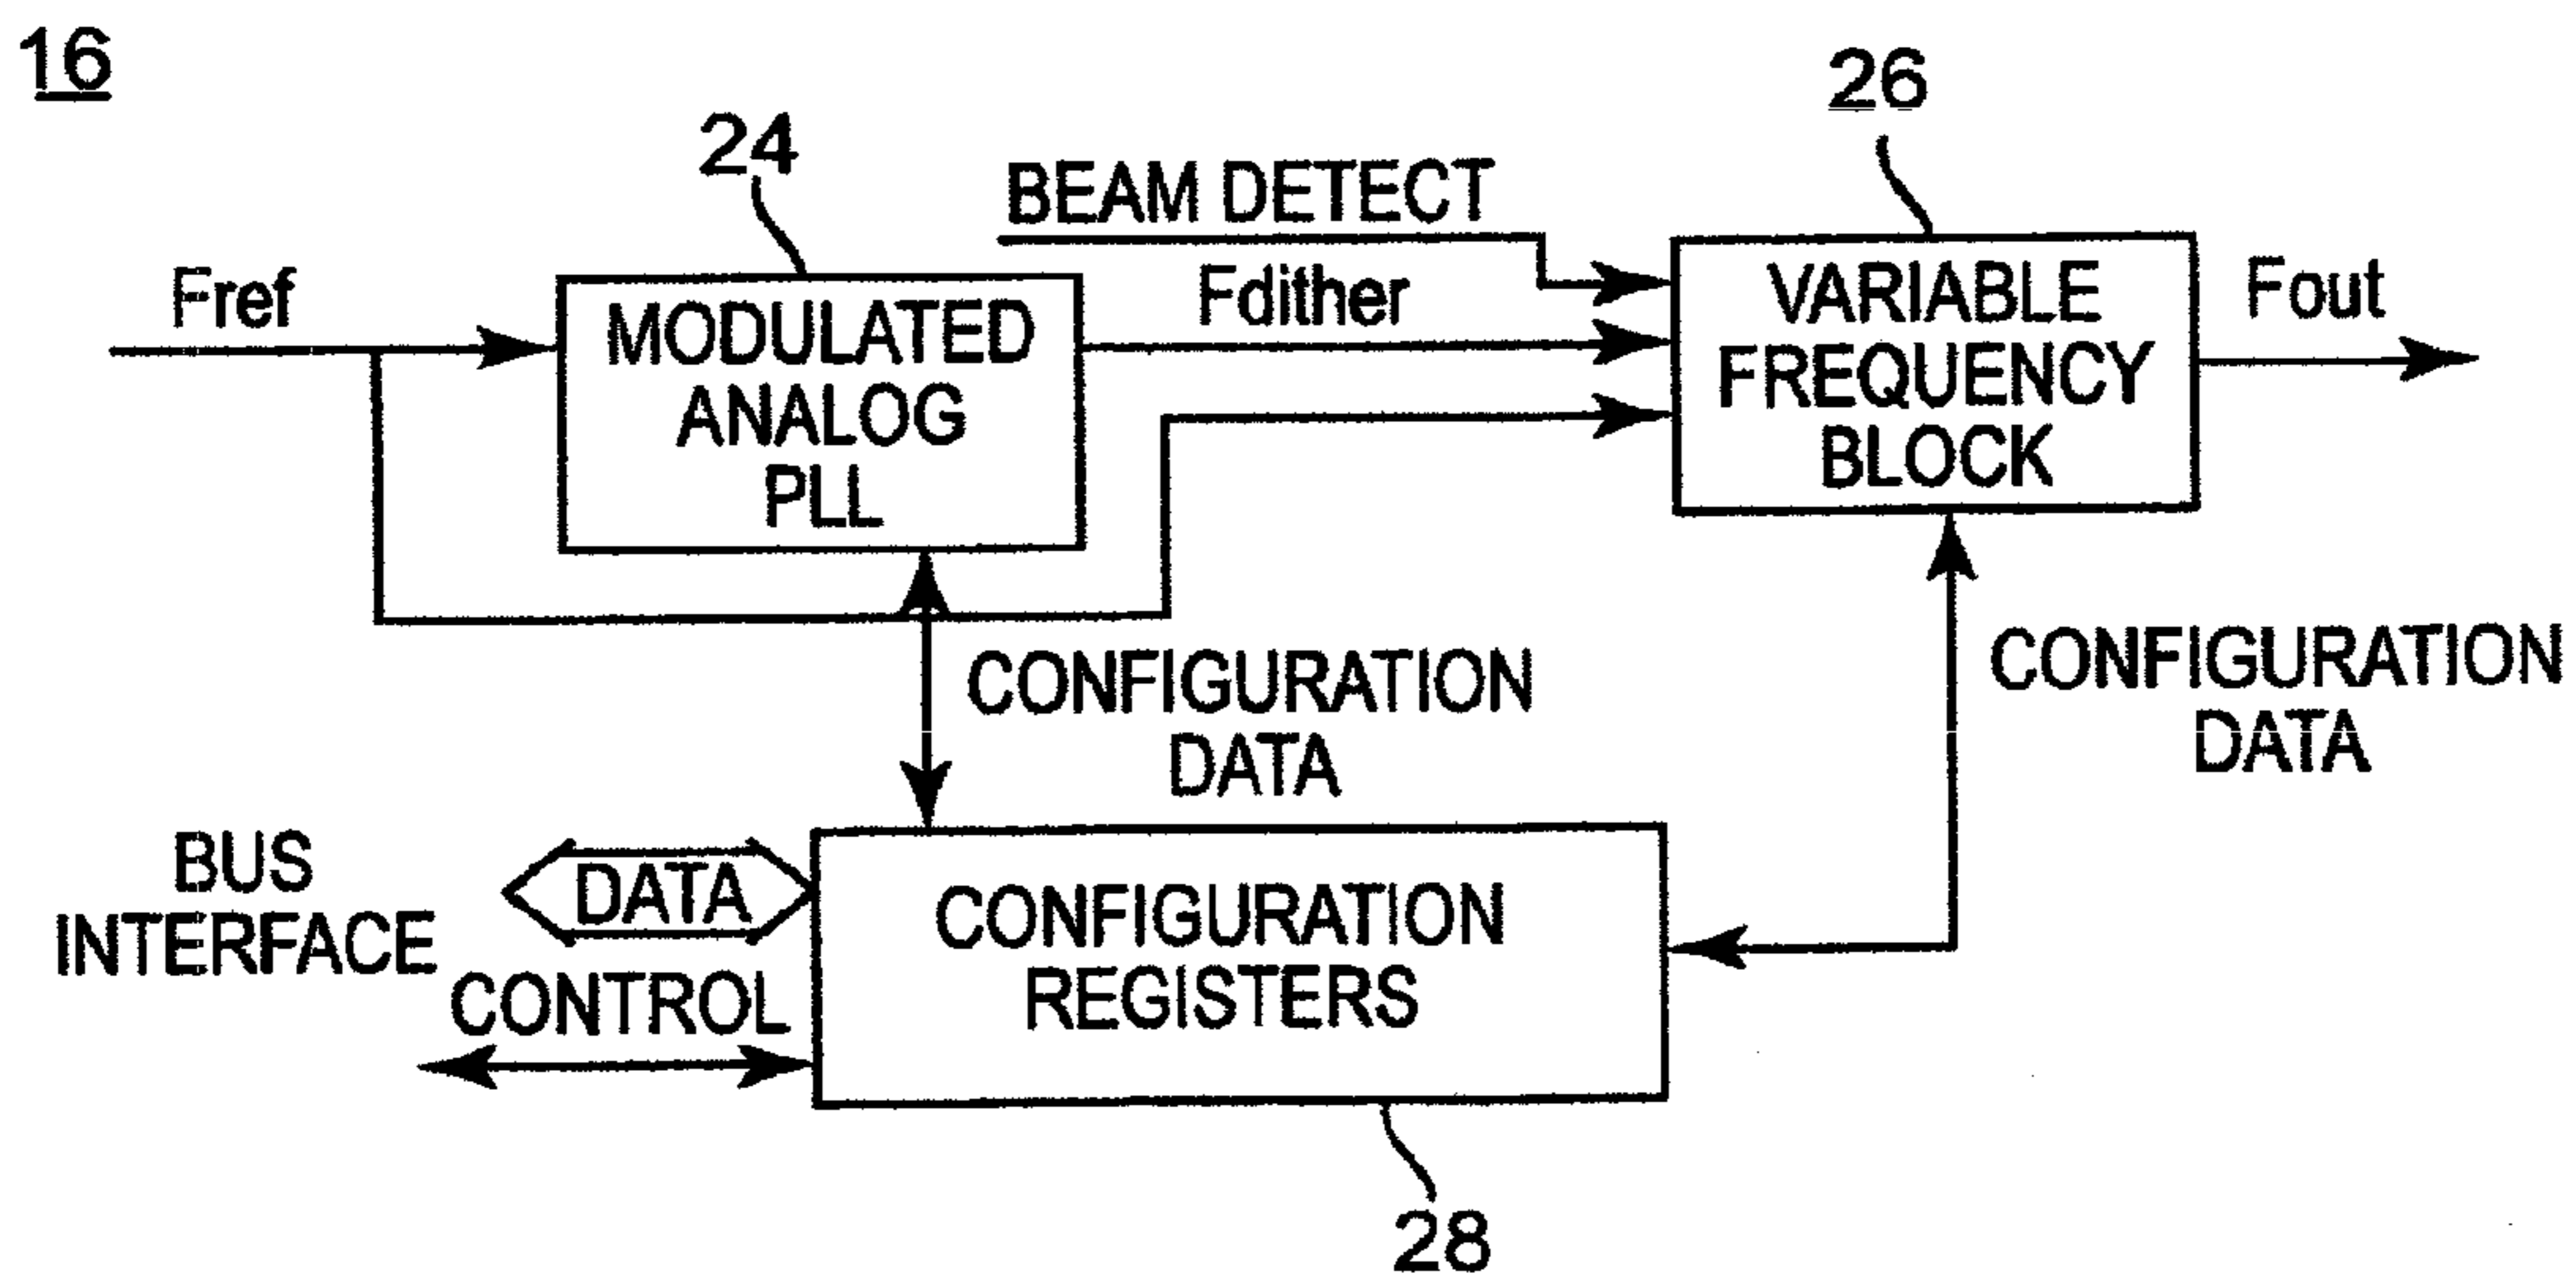 16
24
26
BEAM DETECT
Fref
Fdither
Fout
MODULATED
ANALOG
PLL
VARIABLE
FREQUENCY
BLOCK
CONFIGURATION
DATA
CONFIGURATION
DATA
BUS
INTERFACE
DATA
CONTROL
CONFIGURATION
REGISTERS
28